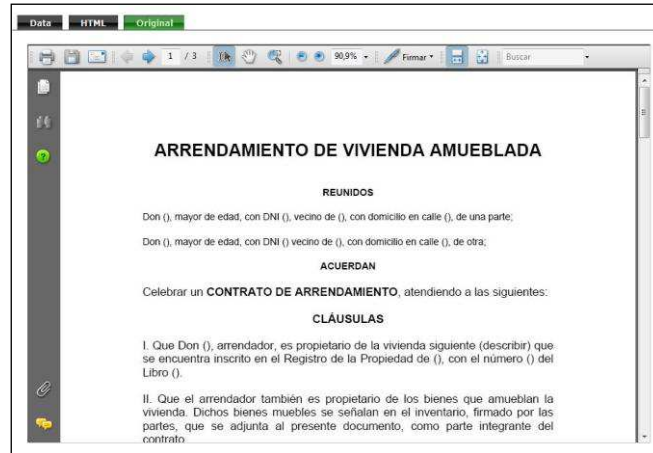 Data HTML Original
1 / 3 90,9% Firmar Buscar
ARRENDAMIENTO DE VIVIENDA AMUEBLADA
REUNIDOS
Don (), mayor de edad, con DNI (), vecino de (), con domicilio en calle (), de una parte;
Don (), mayor de edad, con DNI () vecino de (), con domicilio en calle (), de otra;
ACUERDAN
Celebrar un CONTRATO DE ARRENDAMIENTO, atendiendo a las siguientes:
CLÁUSULAS
I. Que Don (), arrendador, es propietario de la vivienda siguiente (describir) que
se encuentra inscrito en el Registro de la Propiedad de (), con el número () del
Libro ().
II. Que el arrendador también es propietario de los bienes que amueblan la
vivienda. Dichos bienes muebles se señalan en el inventario, firmado por las
partes, que se adjunta al presente documento, como parte integrante del
contrato